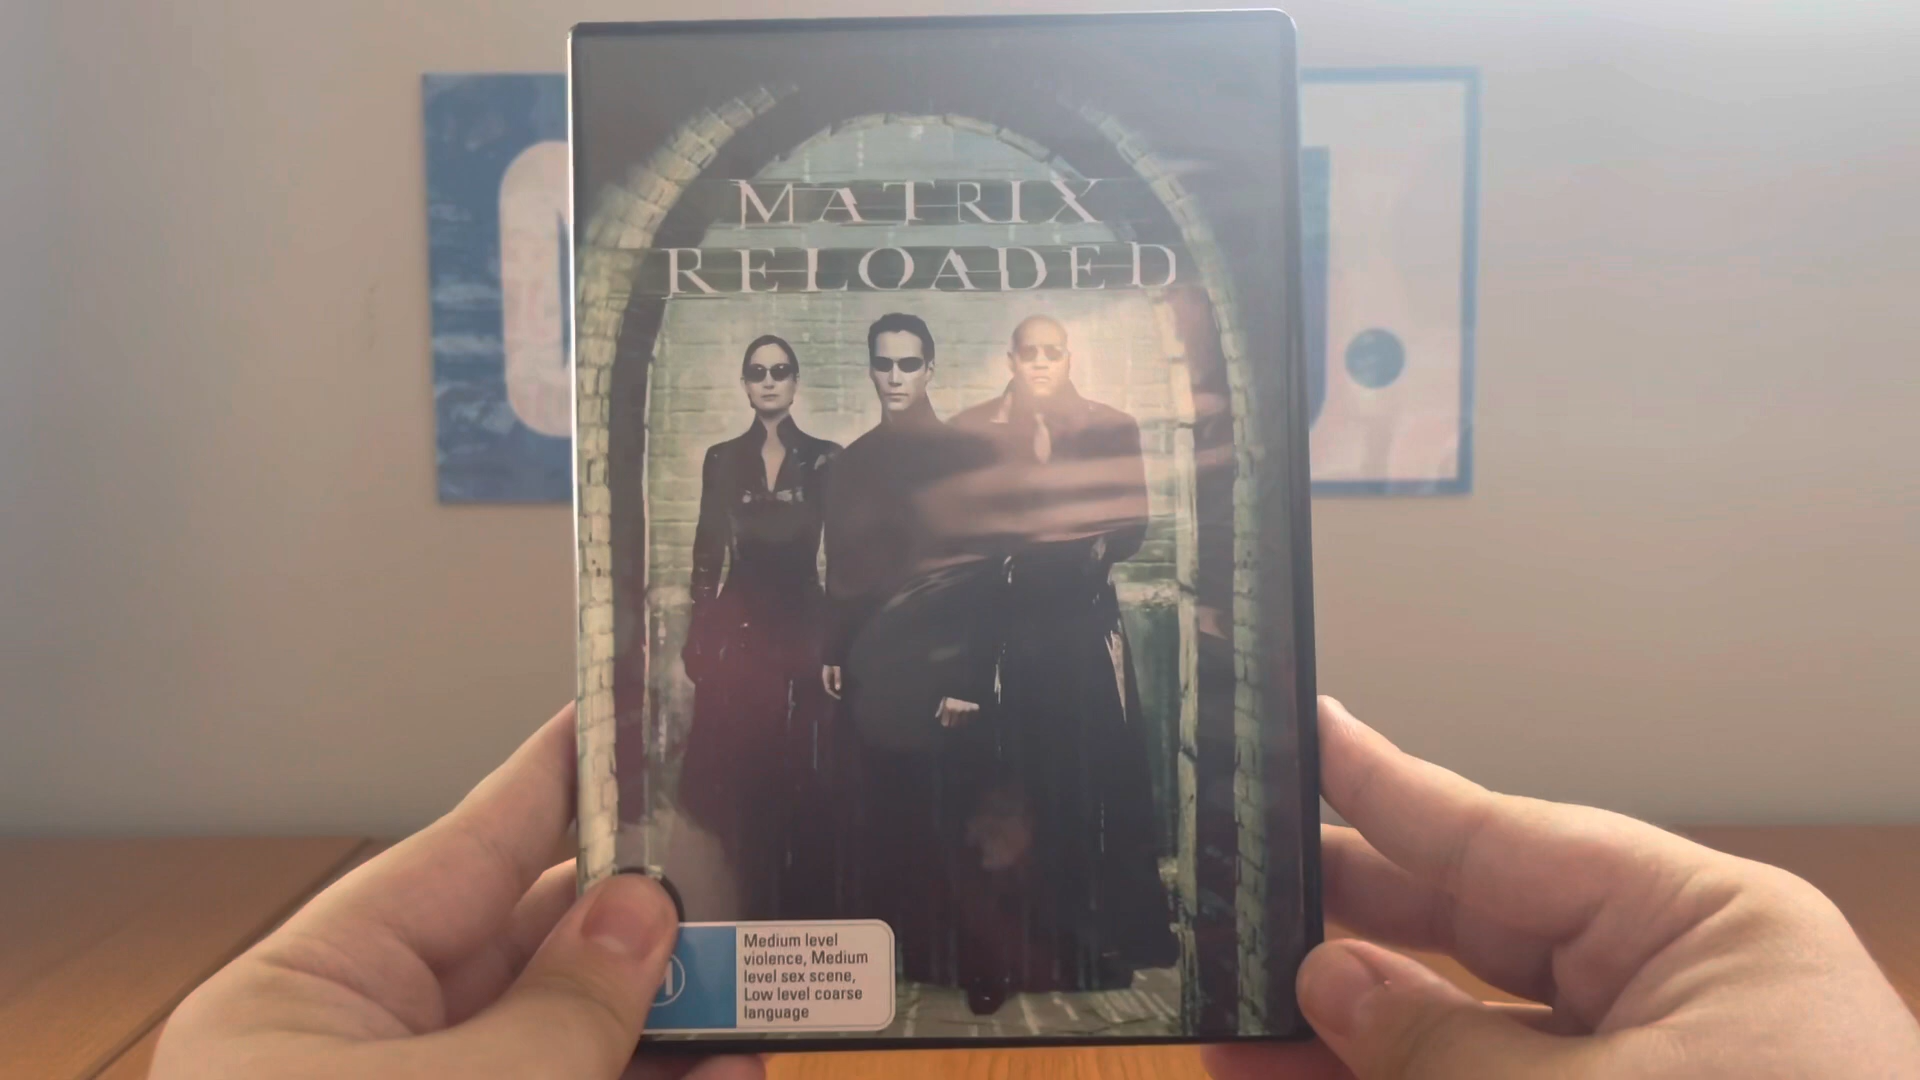 MATRIX
RELOADED
Medium level
violence, Medium
level sex scene,
Low level coarse
language